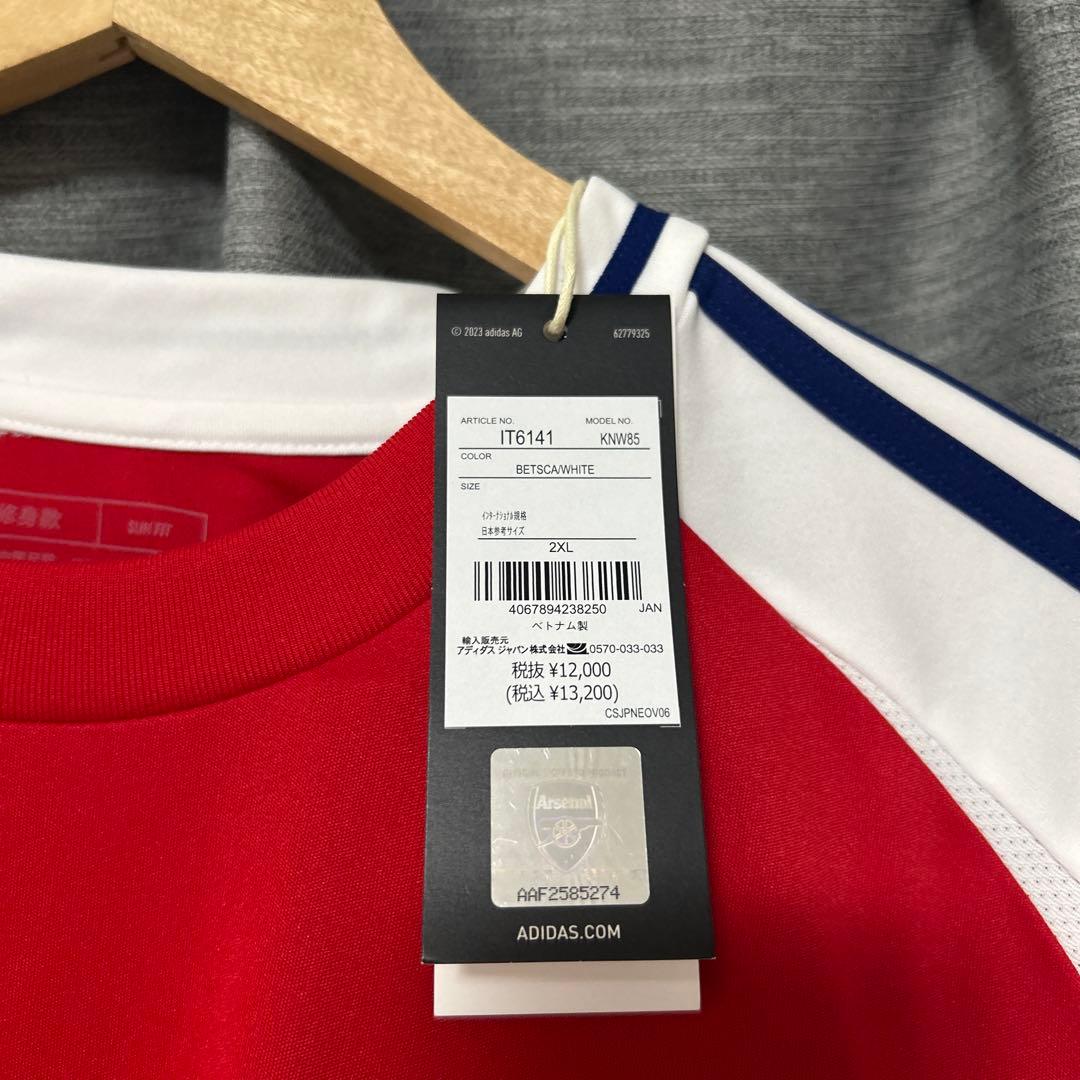 © 2023 adidas AG 62779325
ARTICLE NO. MODEL NO.
IT6141 KNW85
COLOR
BETSCA/WHITE
SIZE
ｲﾝﾀｰﾅｼｮﾅﾙ規格
日本参考サイズ
2XL
4067894238250 JAN
ベトナム製
輸入販売元
アディダス ジャパン株式会社 0570-033-033
税抜 ¥12,000
(税込 ¥13,200)
CSJPNEOV06
Arsenal
AAF2585274
ADIDAS.COM
修身款 SLIM FIT